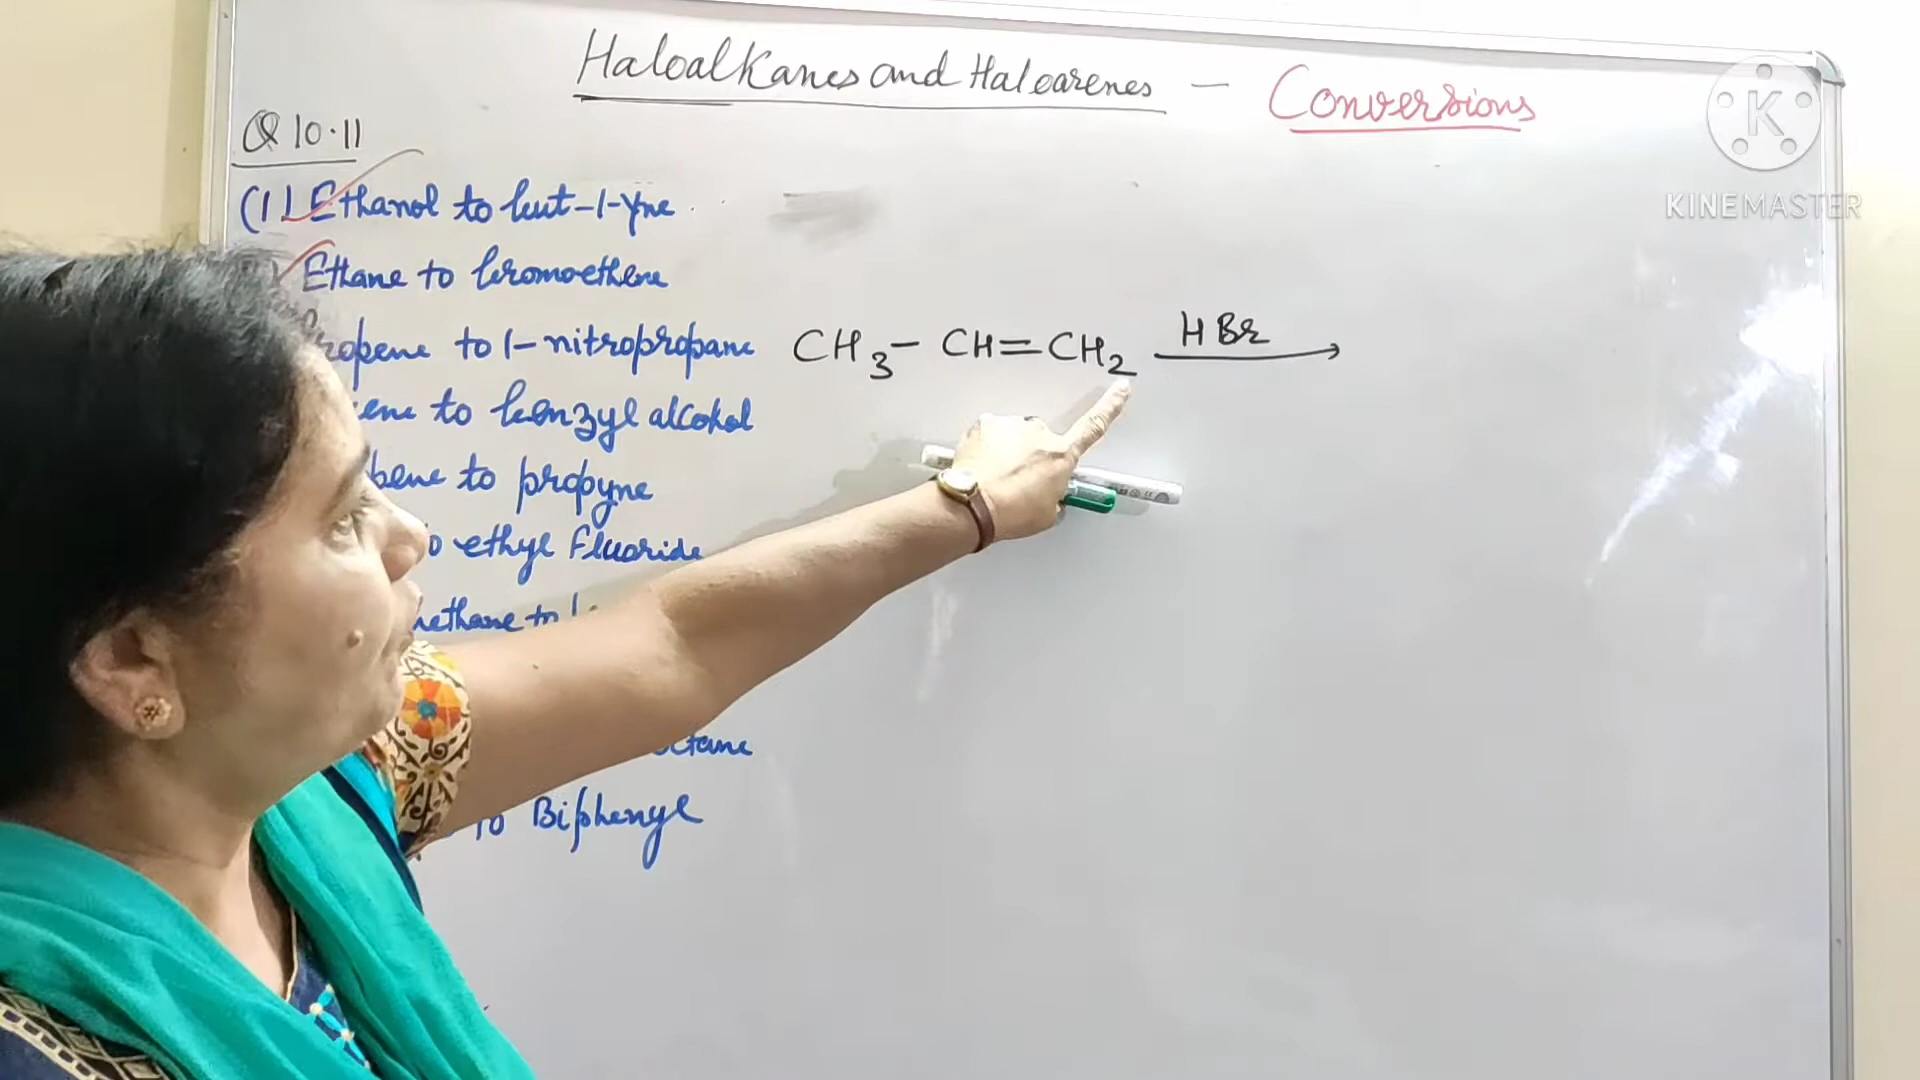 Haloalkanes and Haloarenes — Conversions
Q 10.11
(1) Ethanol to but-1-yne
Ethane to bromoethene
to 1-nitropropane
to benzyl alcohol
to propyne
ethyl fluoride
to
to Biphenyl
CH3 - CH=CH2 HBr →
K
KINEMASTER